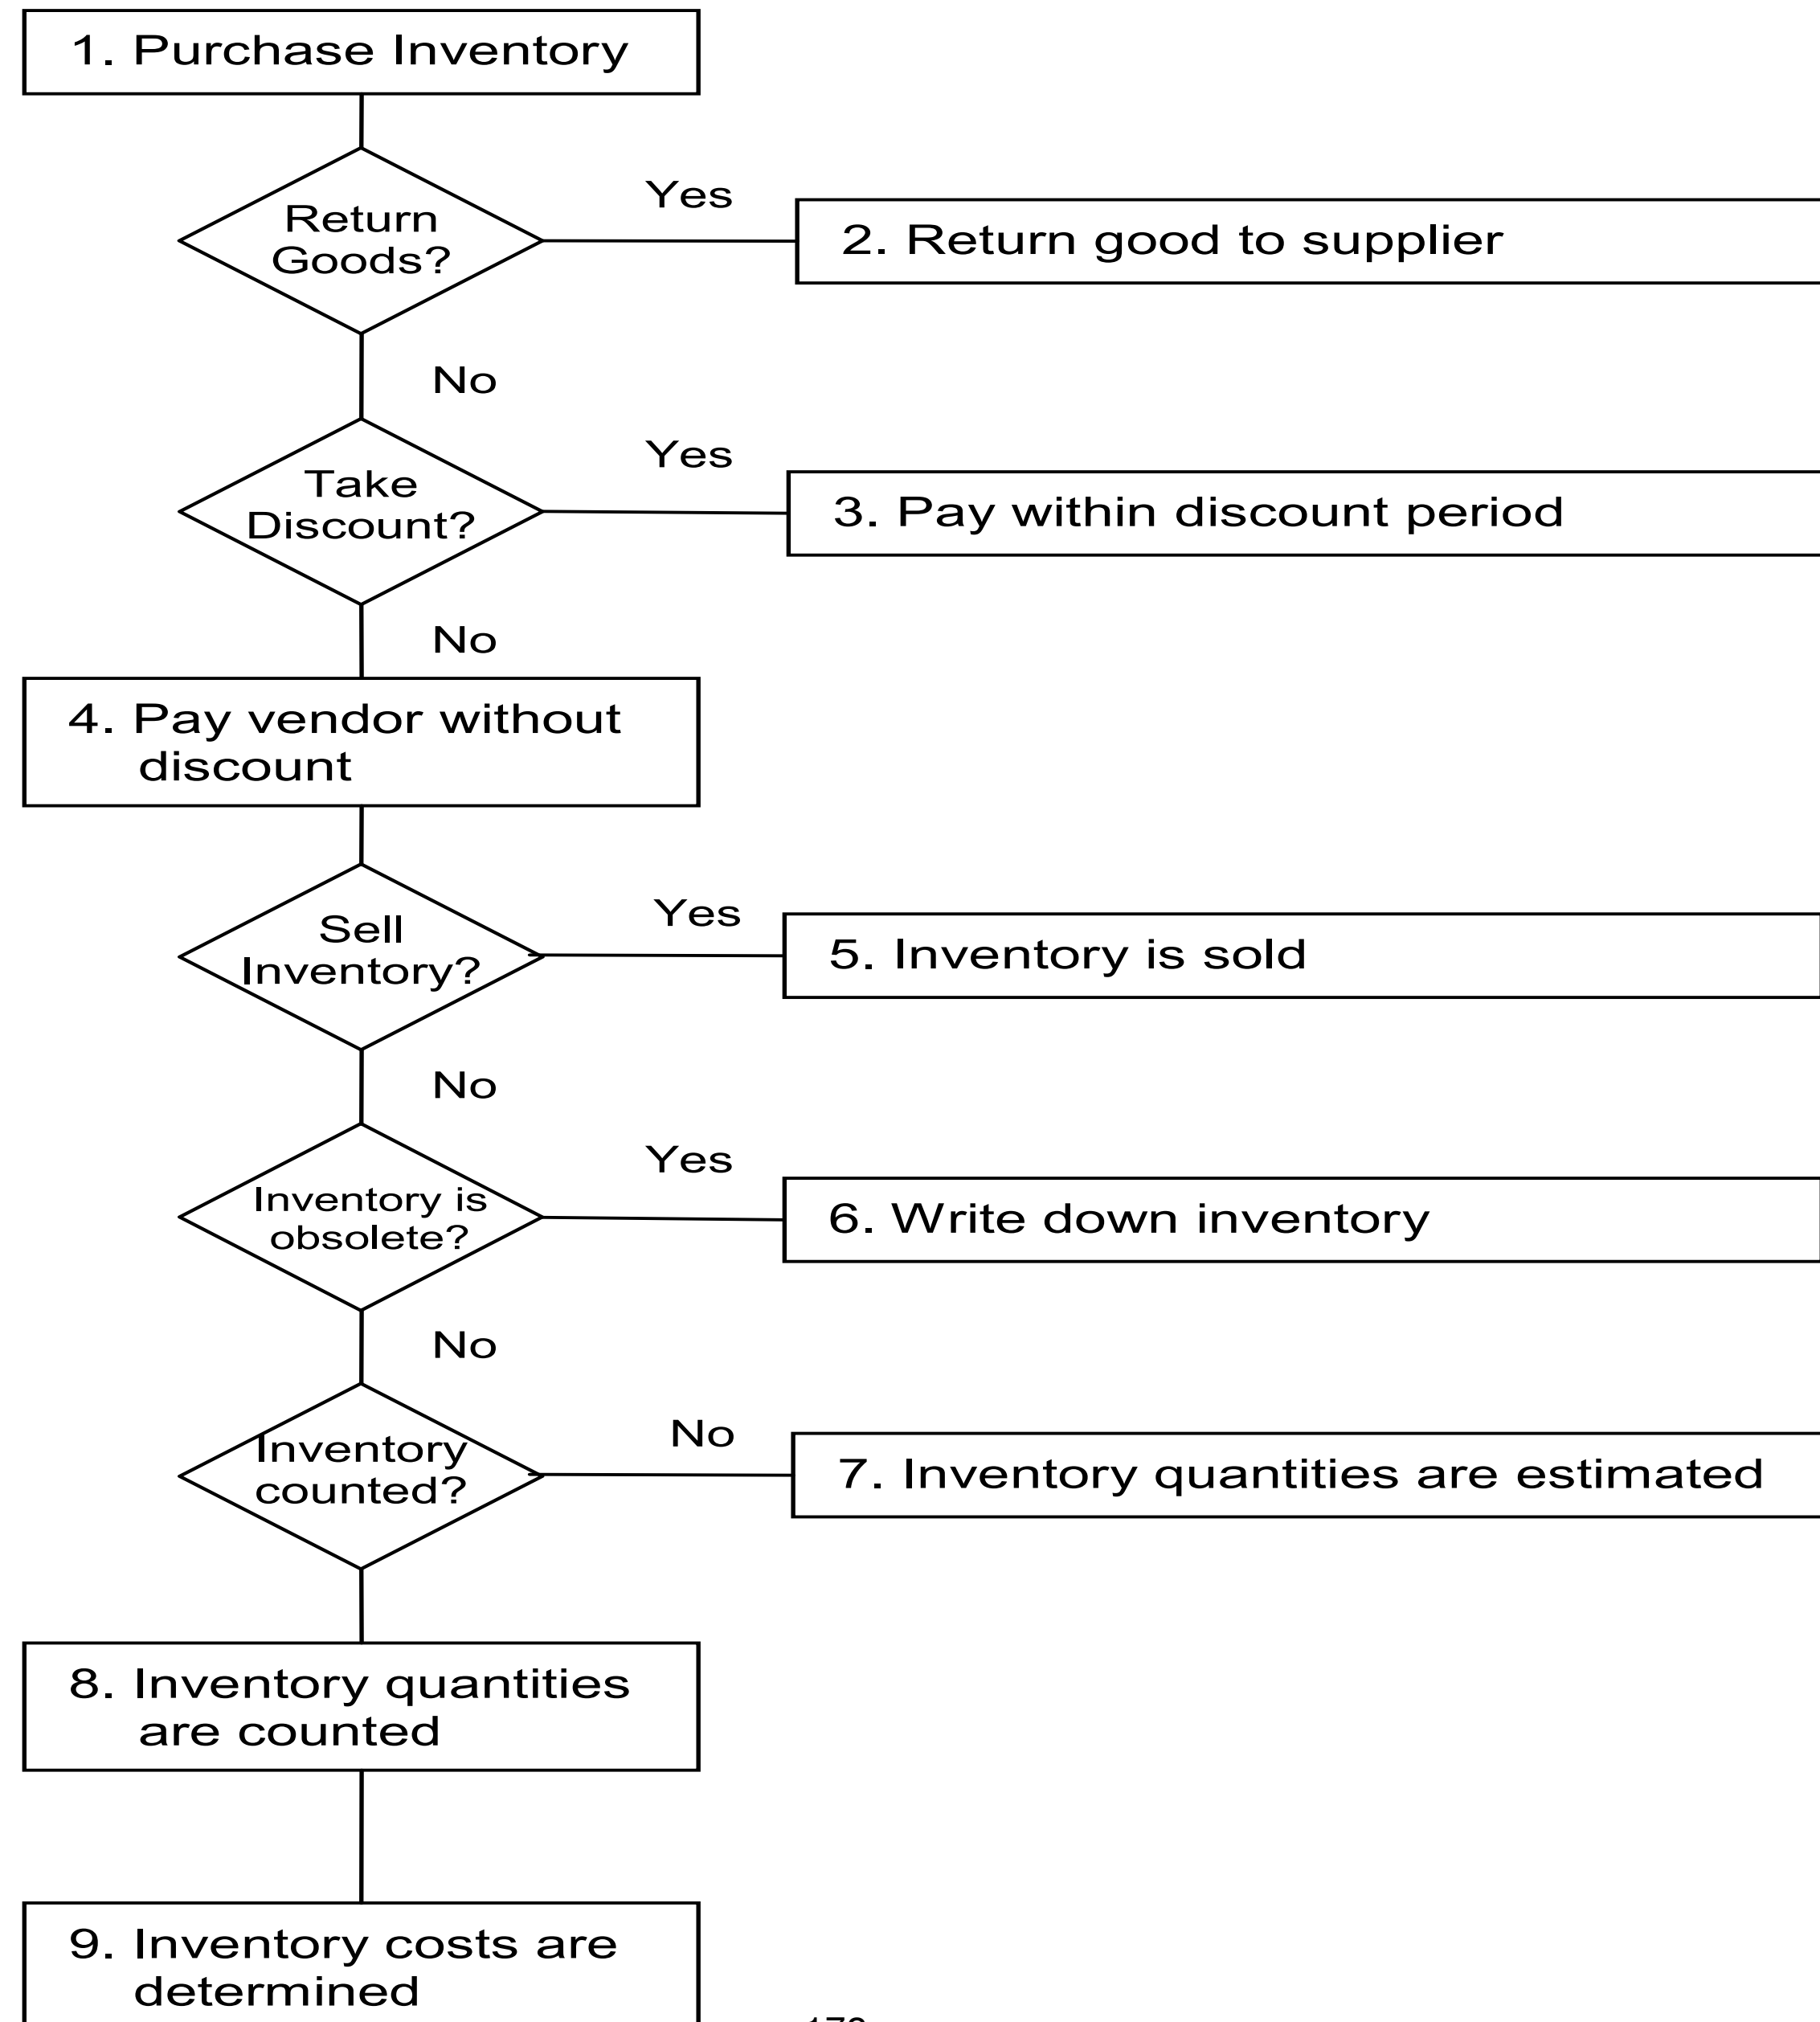 1. Purchase Inventory
Yes
Return
Goods?
2. Return good to supplier
No
Yes
Take
Discount?
3. Pay within discount period
No
4. Pay vendor without
discount
Yes
Sell
Inventory?
5. Inventory is sold
No
Yes
Inventory is
obsolete?
6. Write down inventory
No
No
Inventory
counted?
7. Inventory quantities are estimated
8. Inventory quantities
are counted
9. Inventory costs are
determined